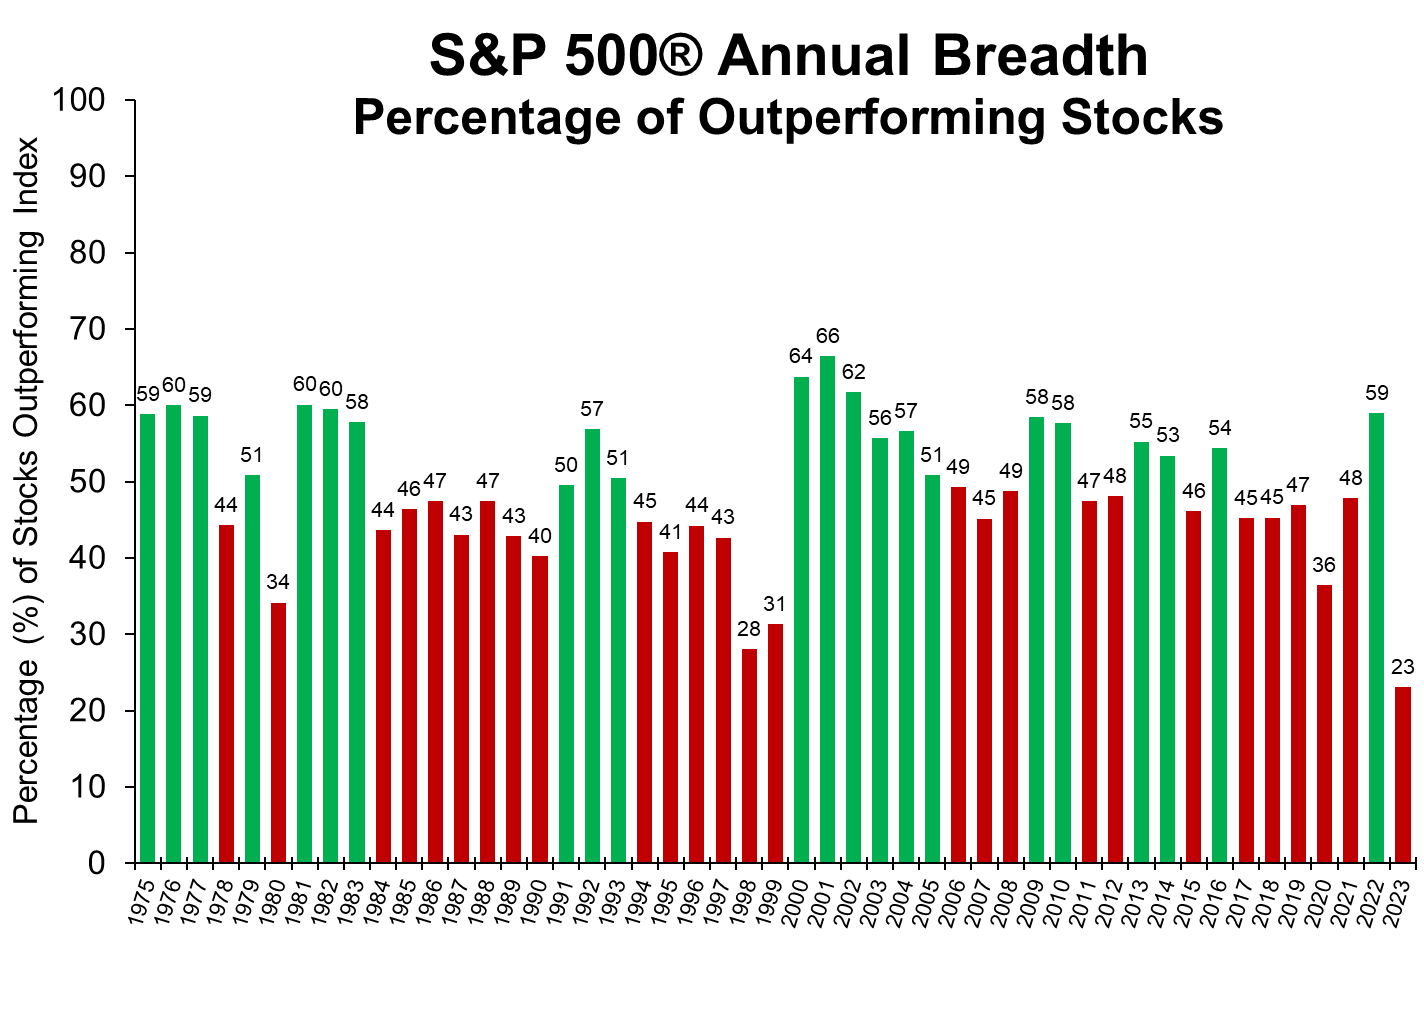 S&P 500® Annual Breadth
Percentage of Outperforming Stocks
Percentage (%) of Stocks Outperforming Index
100
90
80
70
60
50
40
30
20
10
0
59 60 59 44 51 34 60 60 58 44 46 47 43 47 43 40 50 57 51 45 41 44 43 28 31 64 66 62 56 57 51 49 45 49 58 58 47 48 55 53 46 54 45 45 47 36 48 59 23
1975 1976 1977 1978 1979 1980 1981 1982 1983 1984 1985 1986 1987 1988 1989 1990 1991 1992 1993 1994 1995 1996 1997 1998 1999 2000 2001 2002 2003 2004 2005 2006 2007 2008 2009 2010 2011 2012 2013 2014 2015 2016 2017 2018 2019 2020 2021 2022 2023